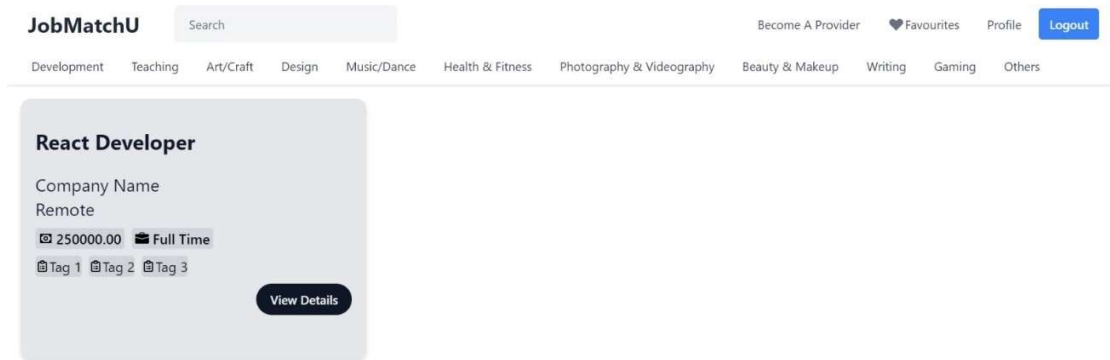 JobMatchU Search Become A Provider Favourites Profile Logout
Development Teaching Art/Craft Design Music/Dance Health & Fitness Photography & Videography Beauty & Makeup Writing Gaming Others
React Developer
Company Name
Remote
250000.00 Full Time
Tag 1 Tag 2 Tag 3
View Details